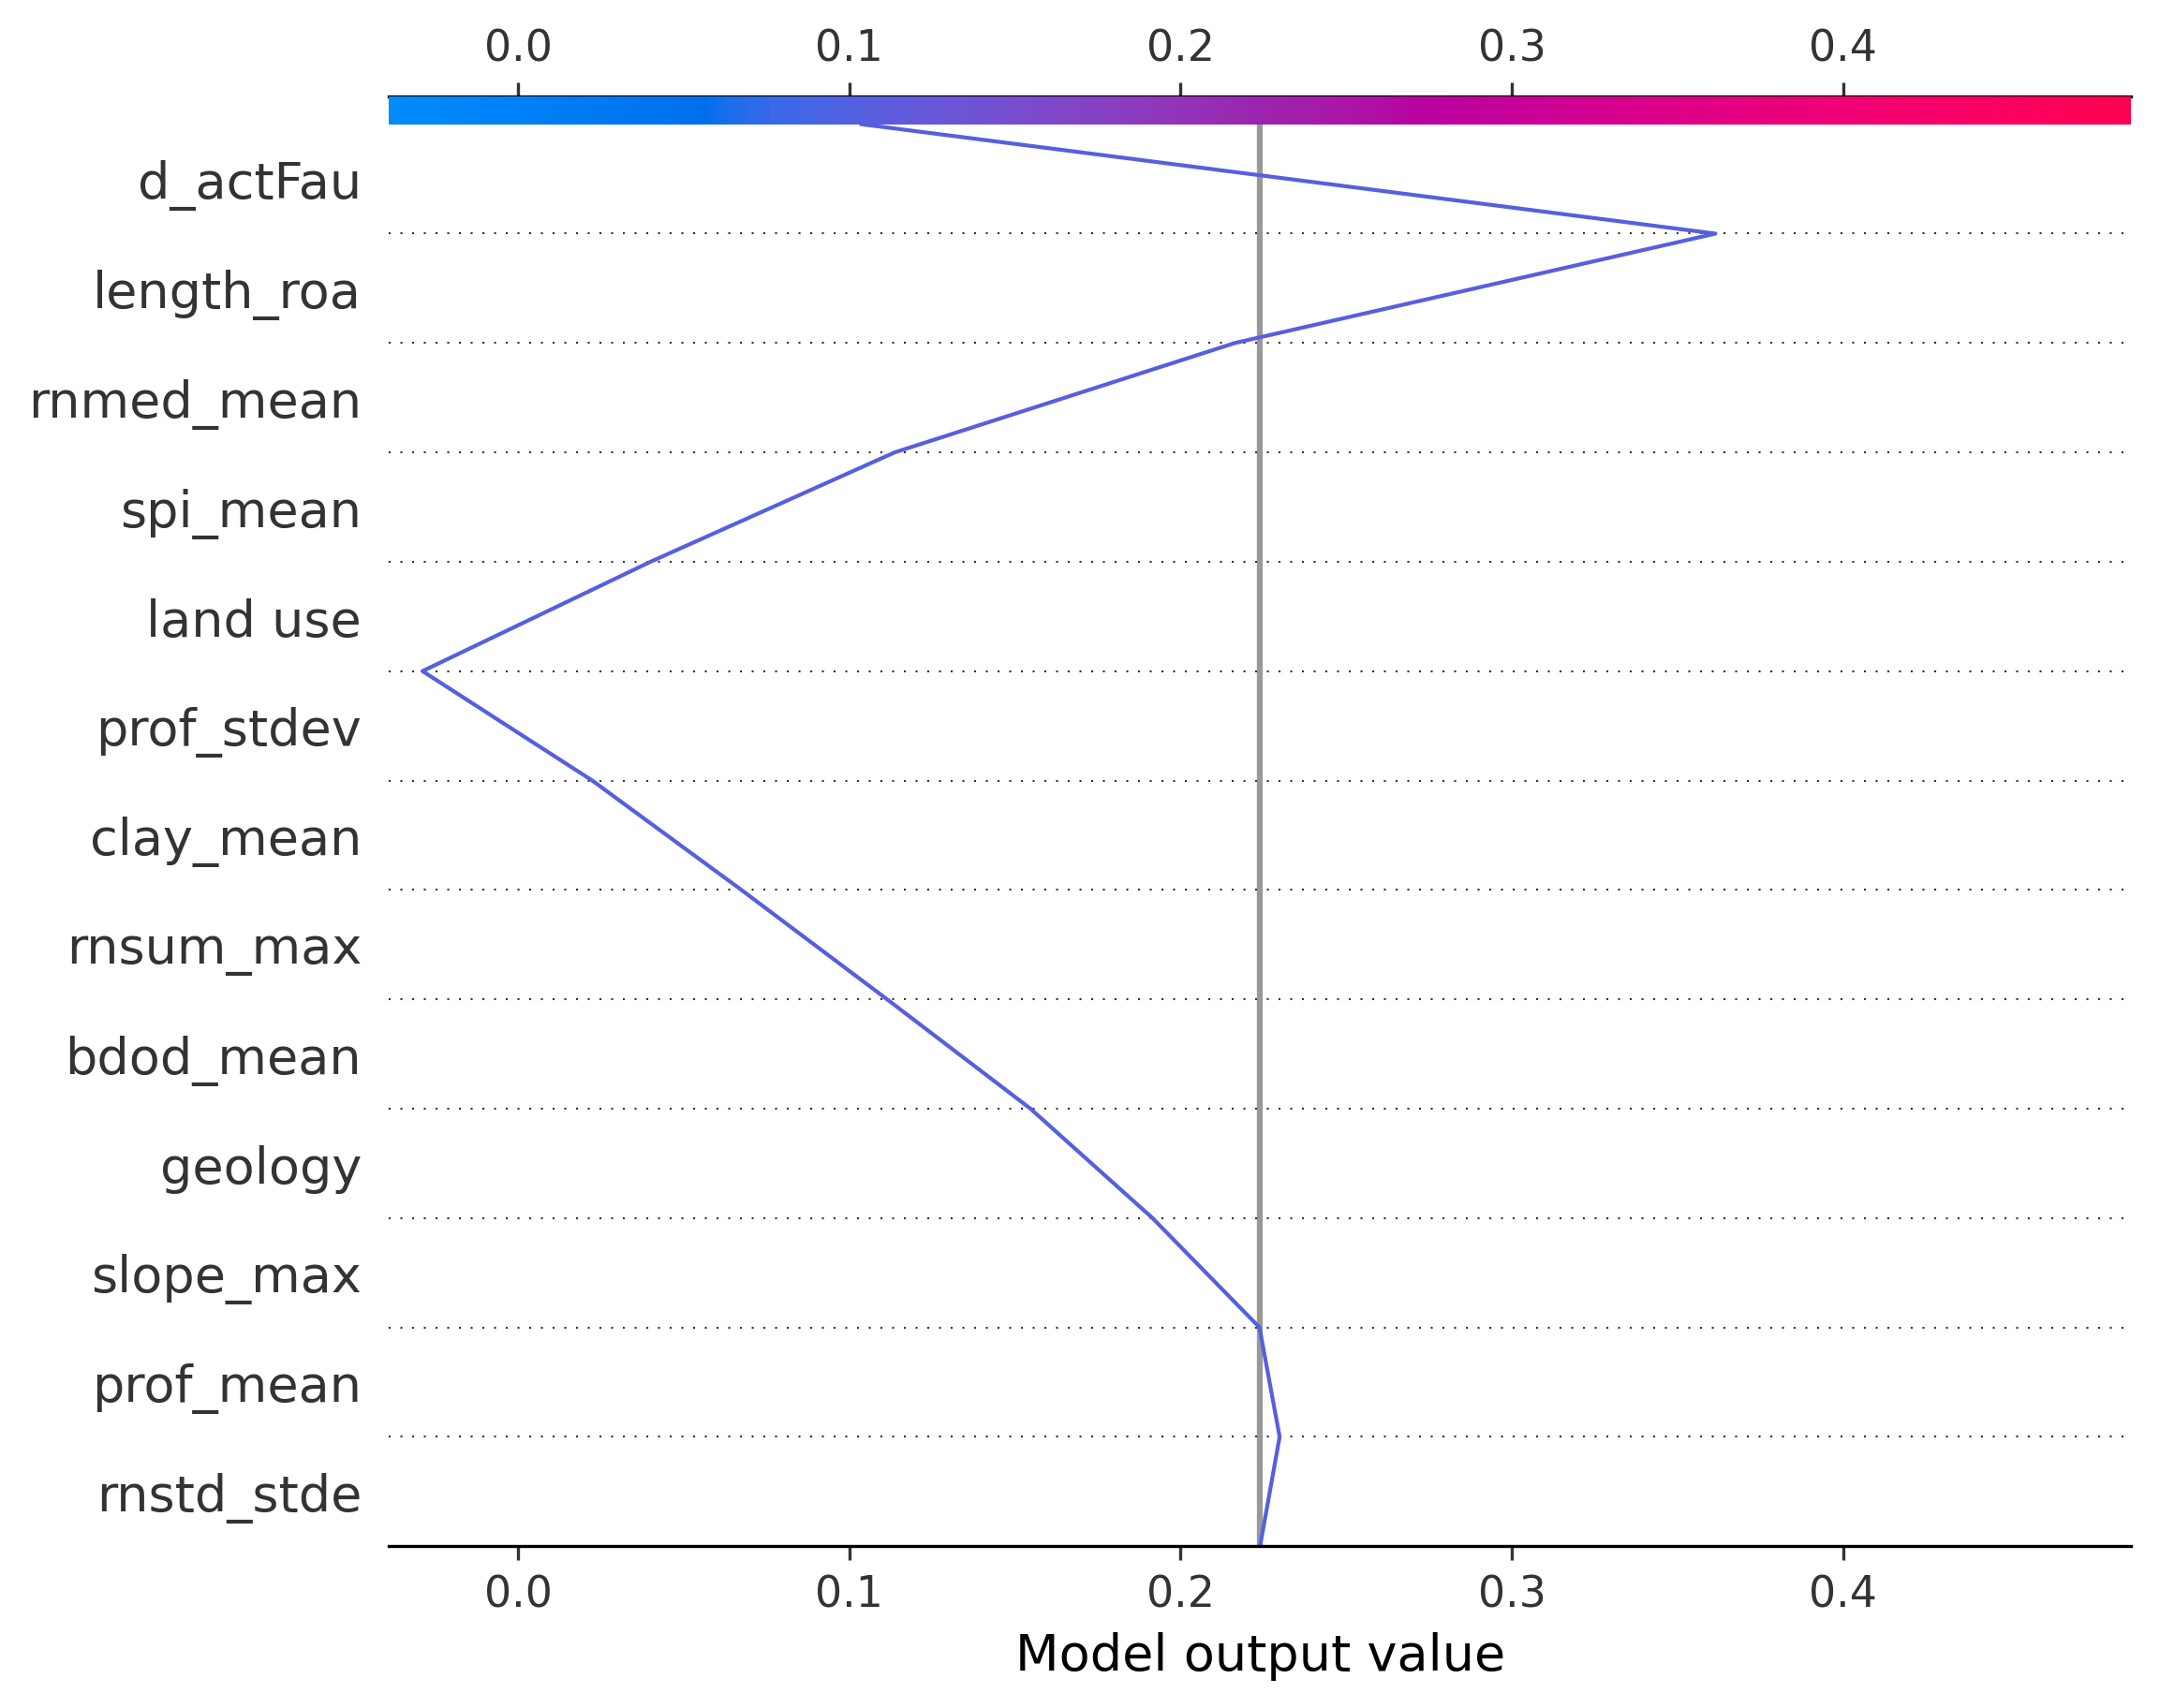 0.0 0.1 0.2 0.3 0.4
d_actFau
length_roa
rnmed_mean
spi_mean
land use
prof_stdev
clay_mean
rnsum_max
bdod_mean
geology
slope_max
prof_mean
rnstd_stde
0.0 0.1 0.2 0.3 0.4
Model output value